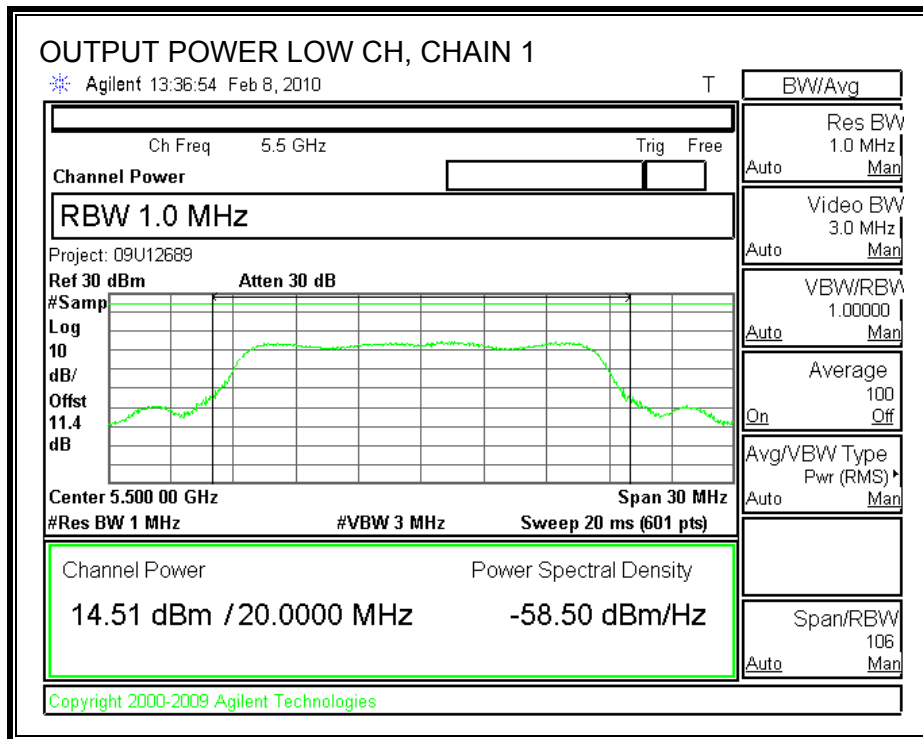 OUTPUT POWER LOW CH, CHAIN 1
Agilent 13:36:54 Feb 8, 2010 T
Ch Freq 5.5 GHz Trig Free
Channel Power
RBW 1.0 MHz
Project: 09U12689
Ref 30 dBm Atten 30 dB
#Samp
Log
10
dB/
Offst
11.4
dB
Center 5.500 00 GHz Span 30 MHz
#Res BW 1 MHz #VBW 3 MHz Sweep 20 ms (601 pts)
Channel Power Power Spectral Density
14.51 dBm / 20.0000 MHz -58.50 dBm/Hz
Copyright 2000-2009 Agilent Technologies
BW/Avg
Res BW
1.0 MHz
Auto Man
Video BW
3.0 MHz
Auto Man
VBW/RBW
1.00000
Auto Man
Average
100
On Off
Avg/VBW Type
Pwr (RMS)
Auto Man
Span/RBW
106
Auto Man